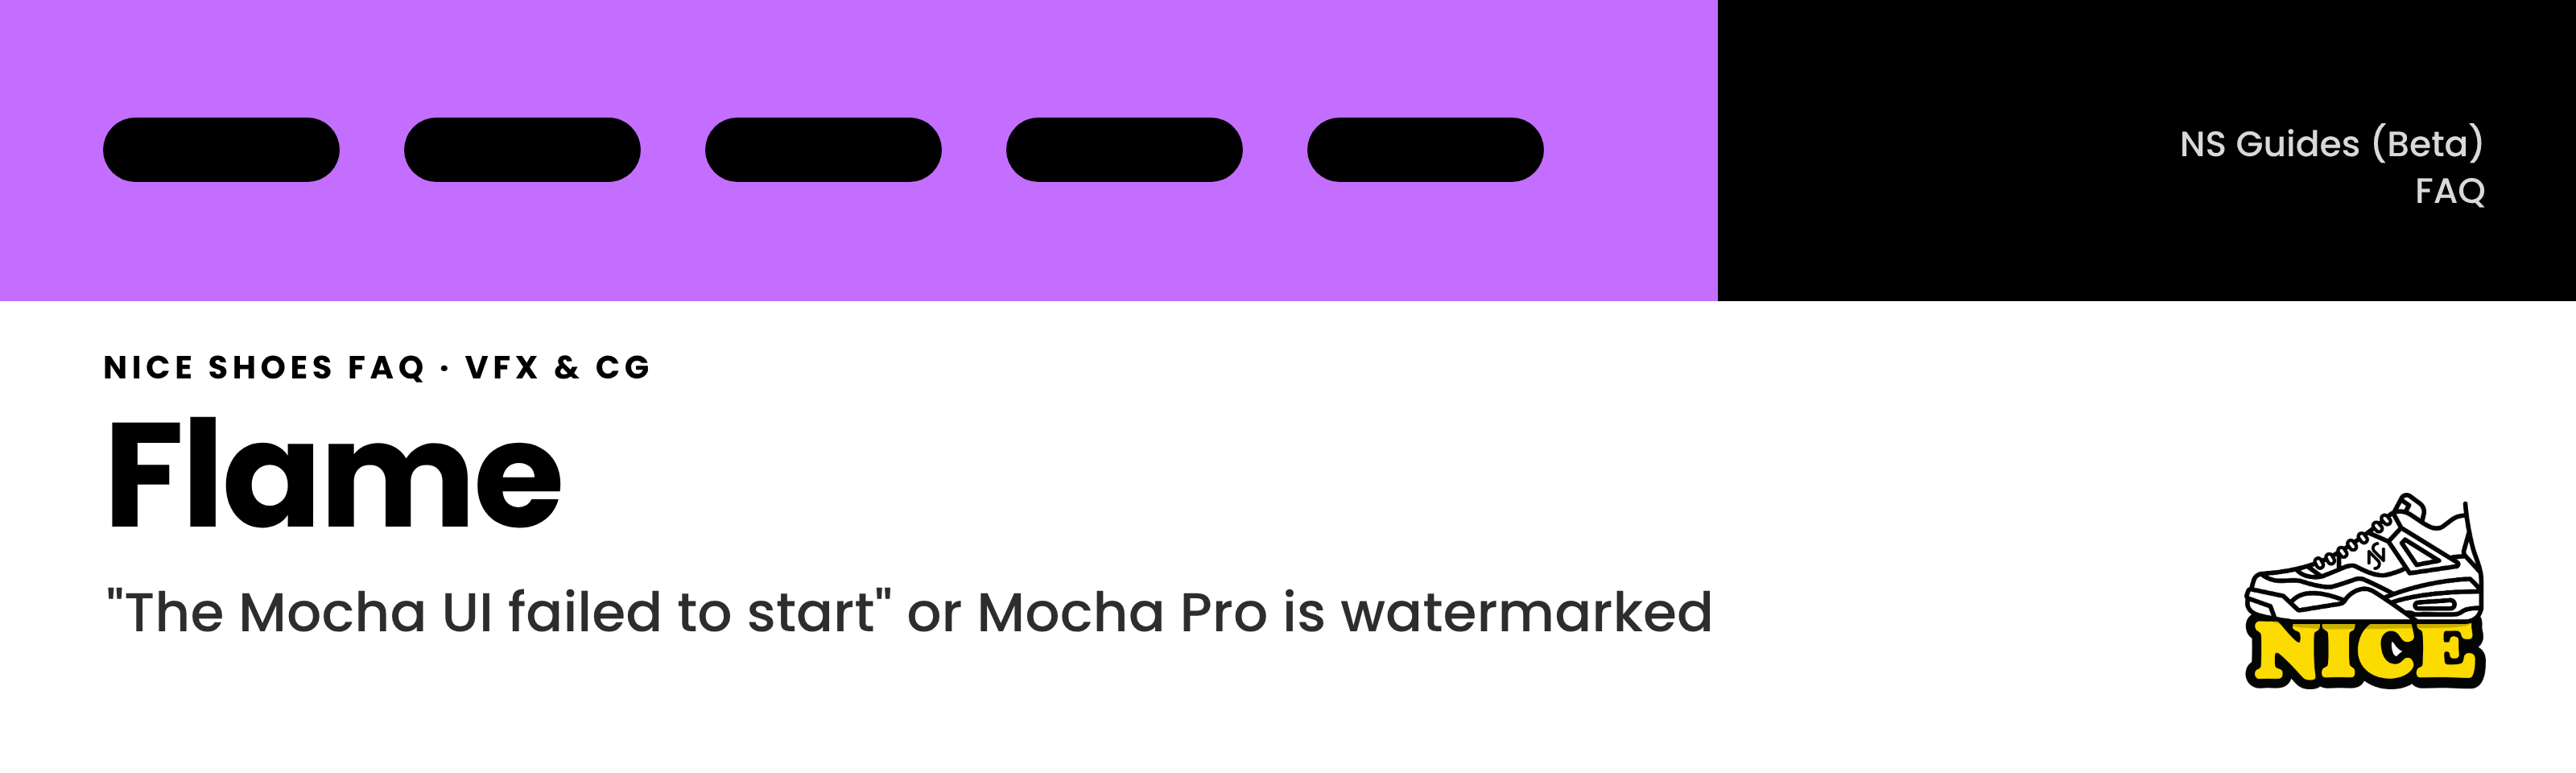 NS Guides (Beta)
FAQ
NICE SHOES FAQ · VFX & CG
Flame
"The Mocha UI failed to start" or Mocha Pro is watermarked
NS
NICE